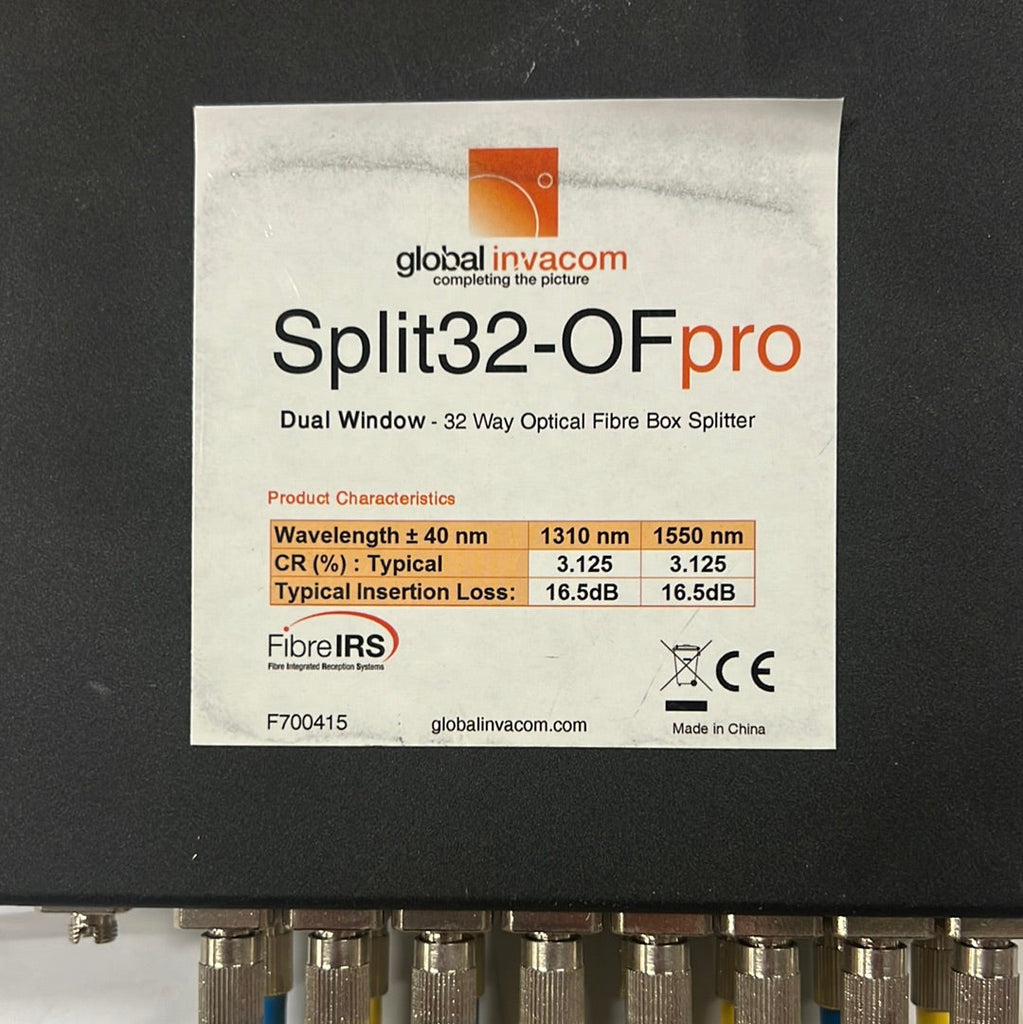 global invacom
completing the picture
Split32-OFpro
Dual Window - 32 Way Optical Fibre Box Splitter
Product Characteristics
Wavelength ± 40 nm 1310 nm 1550 nm
CR (%) : Typical 3.125 3.125
Typical Insertion Loss: 16.5dB 16.5dB
FibreIRS
Fibre Integrated Reception Systems
CE
F700415 globalinvacom.com Made in China